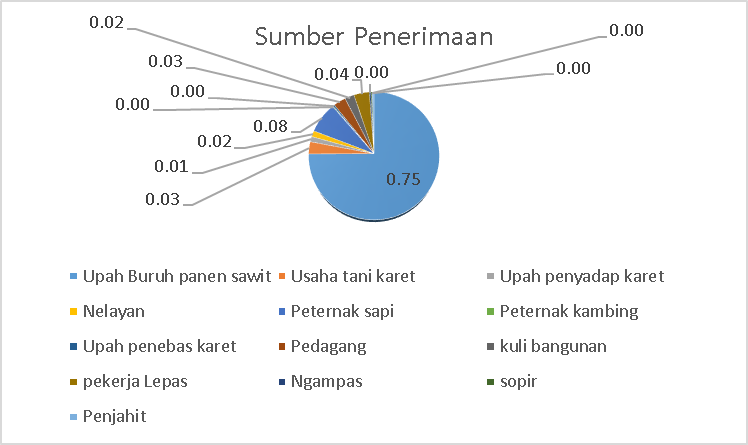 Sumber Penerimaan
0.02
0.00
0.03
0.04
0.00
0.00
0.00
0.00
0.08
0.02
0.01
0.03
0.75
Upah Buruh panen sawit
Usaha tani karet
Upah penyadap karet
Nelayan
Peternak sapi
Peternak kambing
Upah penebas karet
Pedagang
kuli bangunan
pekerja Lepas
Ngampas
sopir
Penjahit